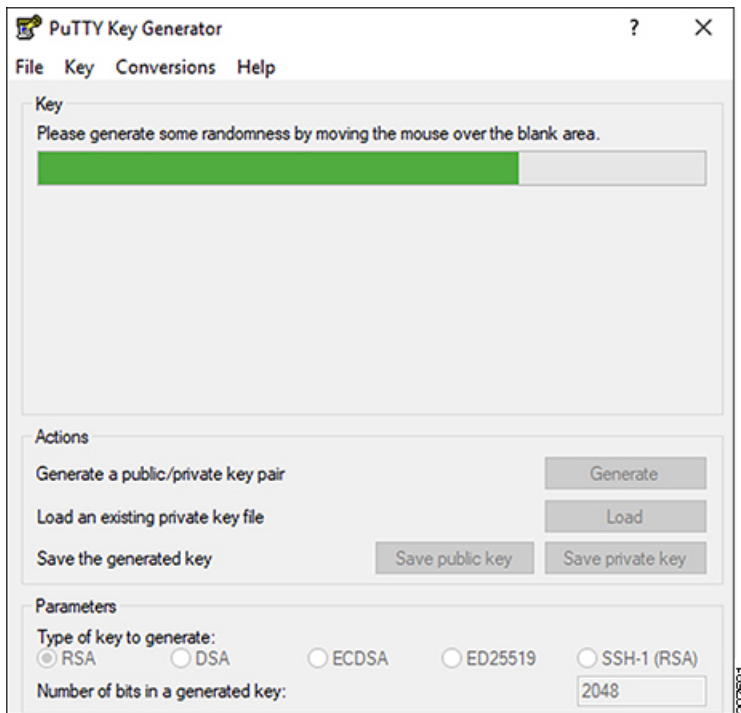 PuTTY Key Generator
File Key Conversions Help
Key
Please generate some randomness by moving the mouse over the blank area.
Actions
Generate a public/private key pair Generate
Load an existing private key file Load
Save the generated key Save public key Save private key
Parameters
Type of key to generate:
RSA DSA ECDSA ED25519 SSH-1 (RSA)
Number of bits in a generated key: 2048